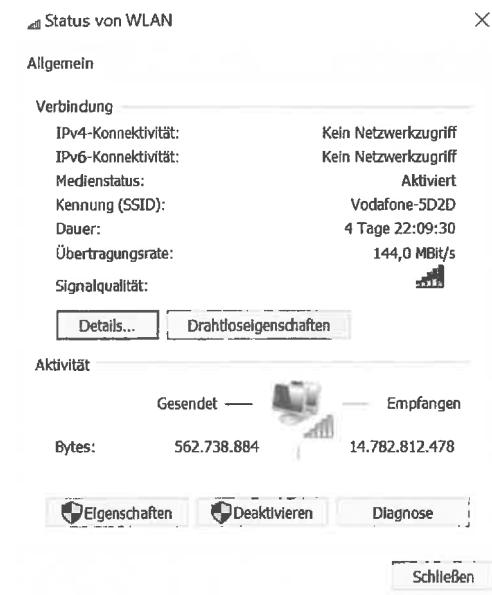 Status von WLAN
Allgemein
Verbindung
IPv4-Konnektivität: Kein Netzwerkzugriff
IPv6-Konnektivität: Kein Netzwerkzugriff
Medienstatus: Aktiviert
Kennung (SSID): Vodafone-5D2D
Dauer: 4 Tage 22:09:30
Übertragungsrate: 144,0 MBit/s
Signalqualität:
Details... Drahtloseigenschaften
Aktivität
Gesendet Empfangen
Bytes: 562.738.884 14.782.812.478
Eigenschaften Deaktivieren Diagnose
Schließen